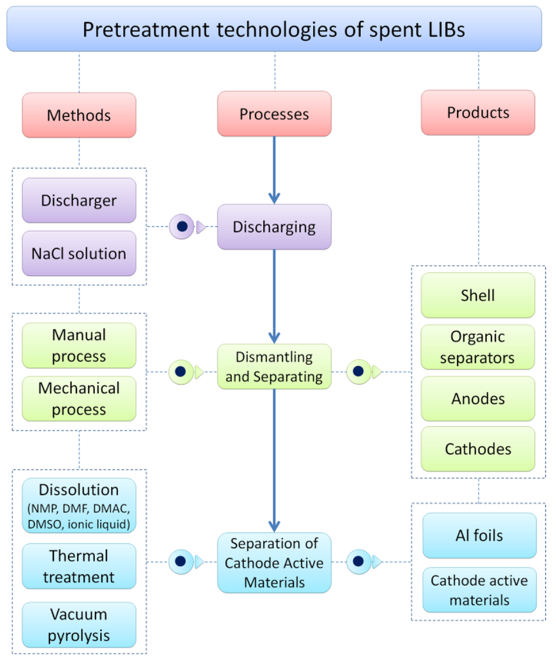 Pretreatment technologies of spent LIBs
Methods
Processes
Products
Discharger
NaCl solution
Discharging
Manual
process
Mechanical
process
Dismantling
and Separating
Shell
Organic
separators
Anodes
Cathodes
Dissolution
(NMP, DMF, DMAC,
DMSO, ionic liquid)
Thermal
treatment
Vacuum
pyrolysis
Separation of
Cathode Active
Materials
Al foils
Cathode active
materials